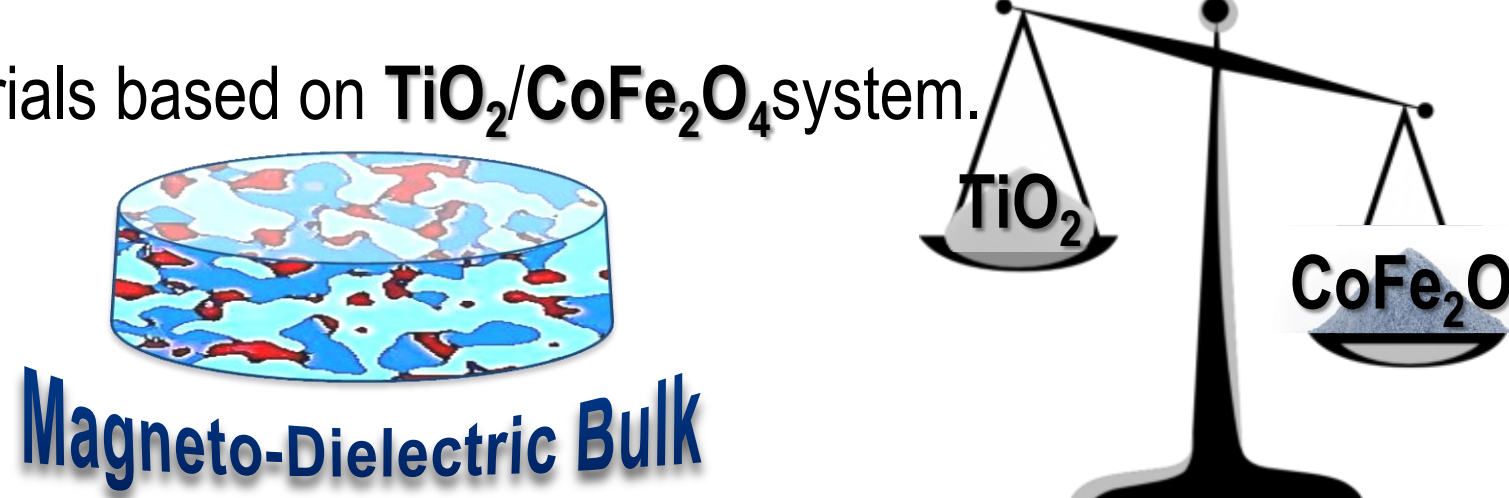 rials based on TiO₂/CoFe₂O₄system.
TiO₂
CoFe₂O
Magneto-Dielectric Bulk